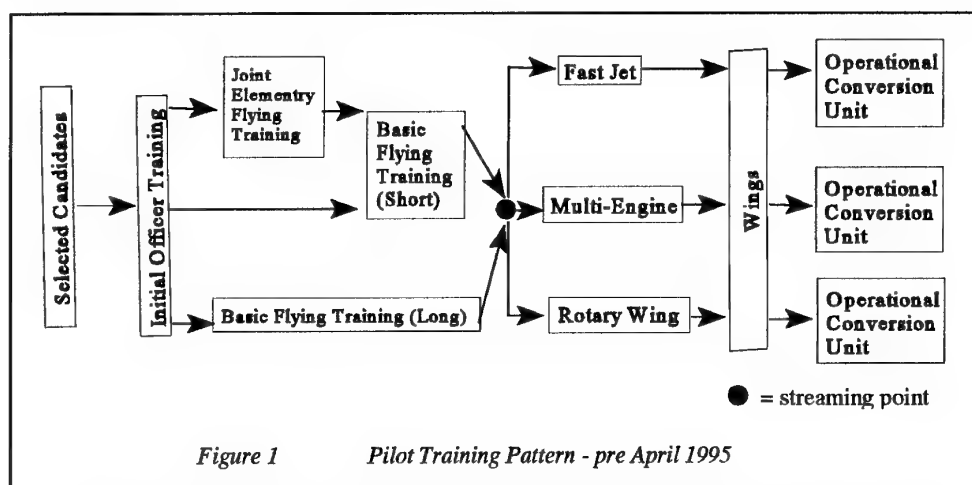 Selected Candidates
Initial Officer Training
Joint
Elementry
Flying
Training
Basic
Flying
Training
(Short)
Basic Flying Training (Long)
Fast Jet
Multi-Engine
Rotary Wing
Wings
Operational
Conversion
Unit
Operational
Conversion
Unit
Operational
Conversion
Unit
= streaming point
Figure 1 Pilot Training Pattern - pre April 1995